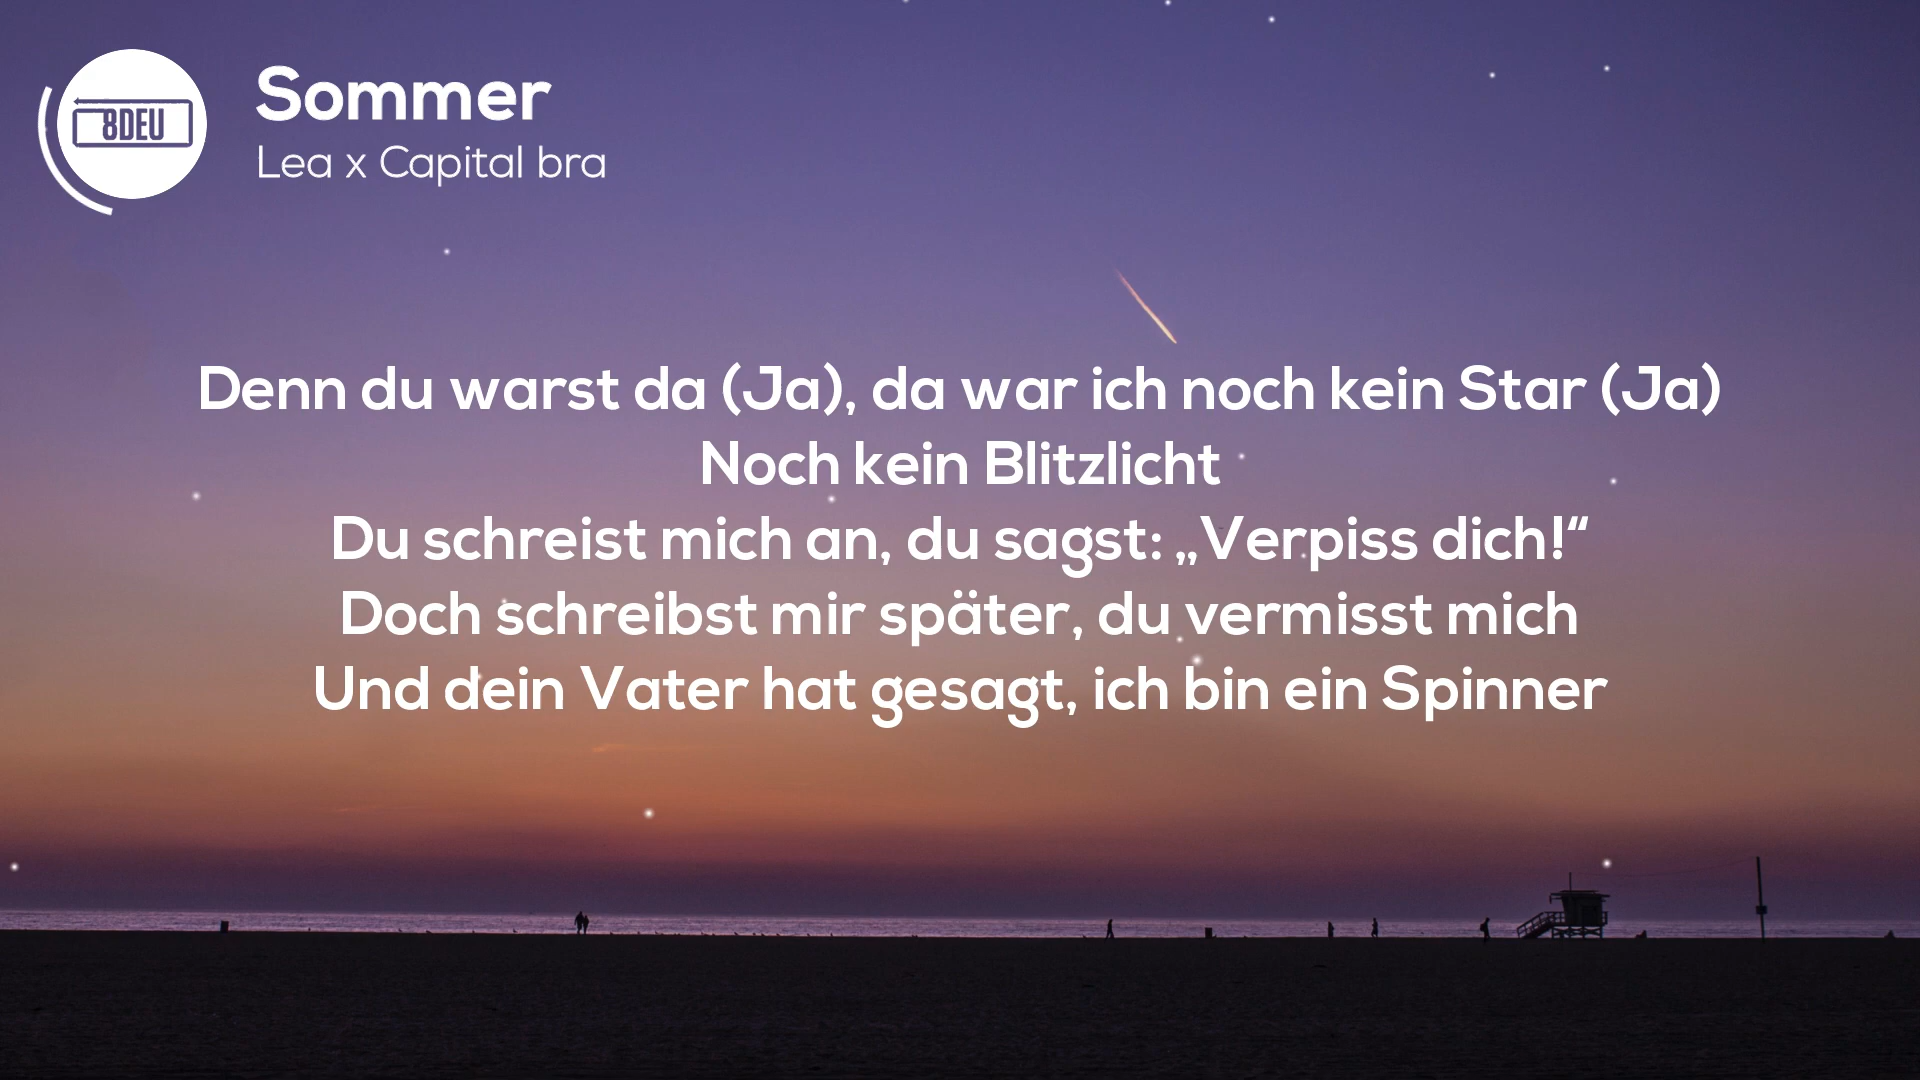 8DEU
Sommer
Lea x Capital bra
Denn du warst da (Ja), da war ich noch kein Star (Ja)
Noch kein Blitzlicht
Du schreist mich an, du sagst: „Verpiss dich!“
Doch schreibst mir später, du vermisst mich
Und dein Vater hat gesagt, ich bin ein Spinner